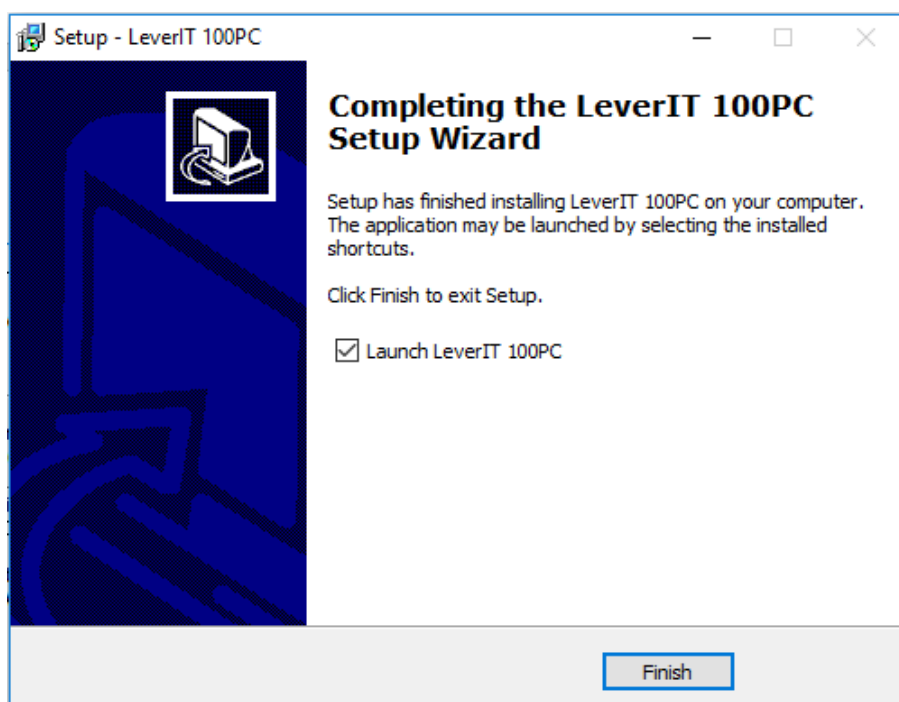 Setup - LeverIT 100PC
Completing the LeverIT 100PC
Setup Wizard
Setup has finished installing LeverIT 100PC on your computer.
The application may be launched by selecting the installed
shortcuts.
Click Finish to exit Setup.
Launch LeverIT 100PC
Finish